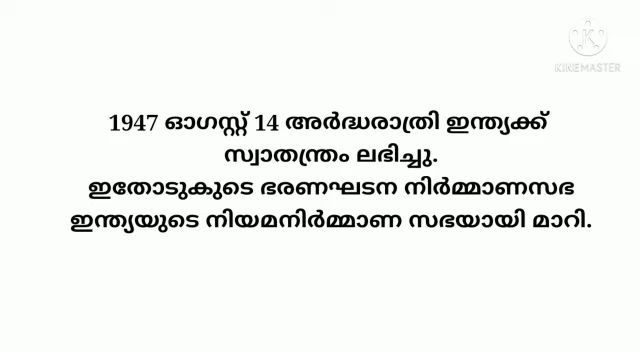 KINEMASTER
1947 ഓഗസ്റ്റ് 14 അർദ്ധരാത്രി ഇന്ത്യക്ക്
സ്വാതന്ത്രം ലഭിച്ചു.
ഇതോടുകുടെ ഭരണഘടന നിർമ്മാണസഭ
ഇന്ത്യയുടെ നിയമനിർമ്മാണ സഭയായി മാറി.